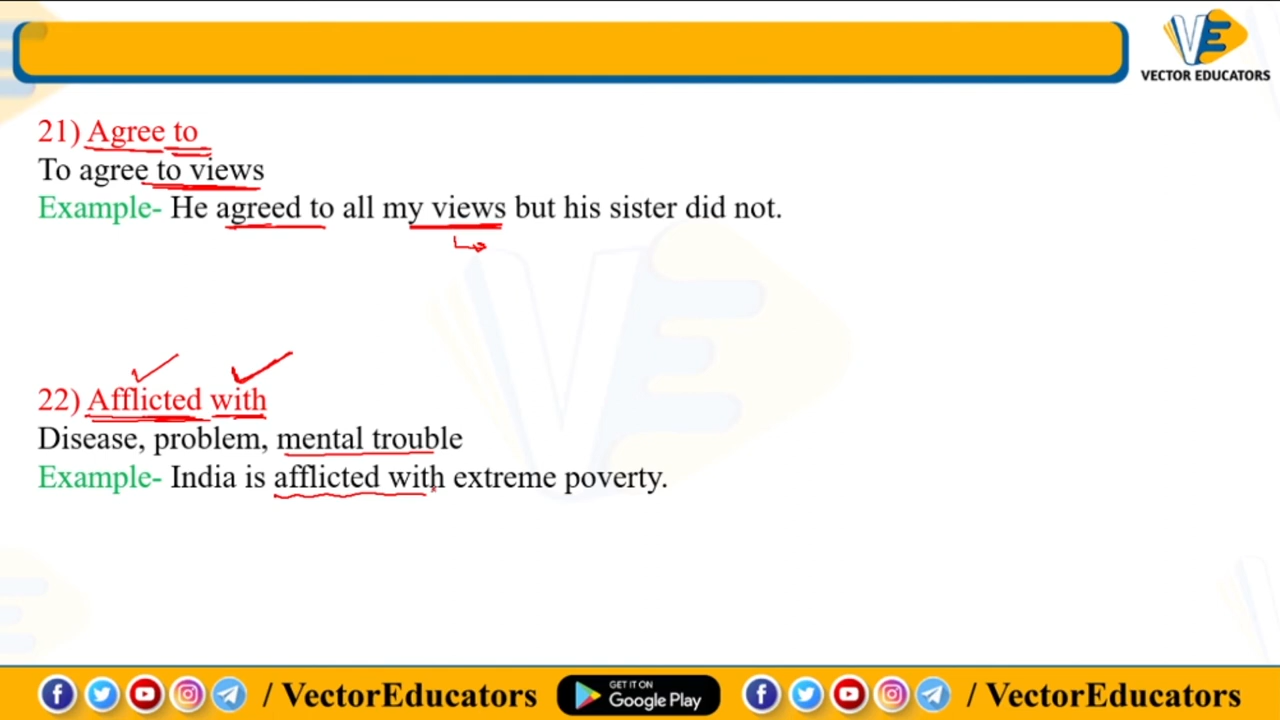 VECTOR EDUCATORS
21) Agree to
To agree to views
Example- He agreed to all my views but his sister did not.
22) Afflicted with
Disease, problem, mental trouble
Example- India is afflicted with extreme poverty.
/ VectorEducators
GET IT ON
Google Play
/ VectorEducators